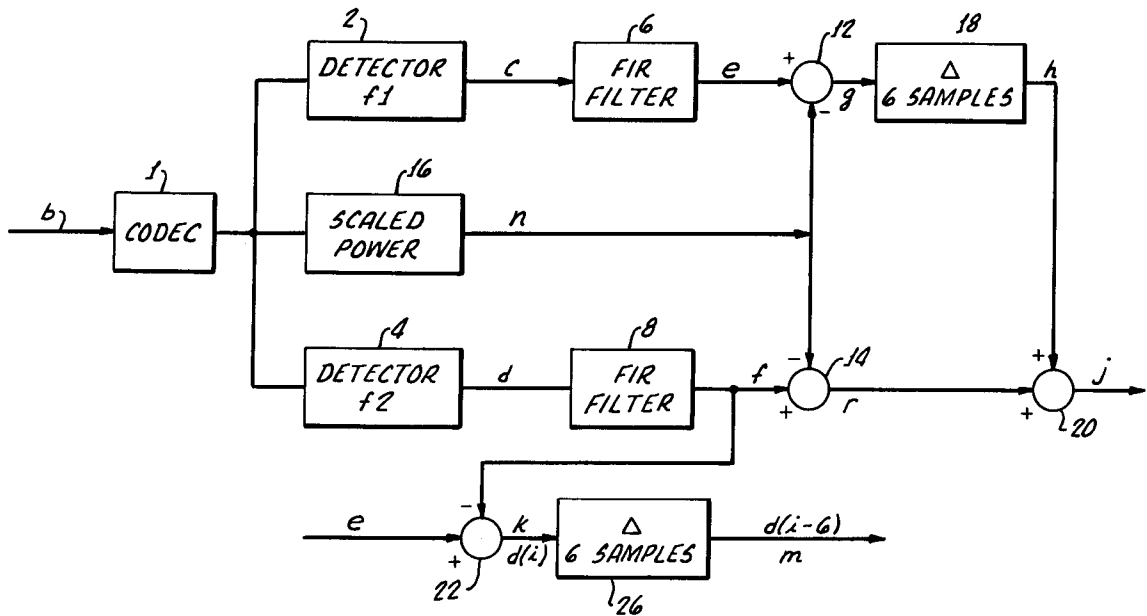 2
DETECTOR
f1
c
6
FIR
FILTER
e
+
12
-
g
18
Δ
6 SAMPLES
h
b
1
CODEC
16
SCALED
POWER
n
4
DETECTOR
f2
d
8
FIR
FILTER
f
-
+
14
r
+
+
20
j
e
-
+
22
k
d(i)
Δ
6 SAMPLES
26
d(i-6)
m